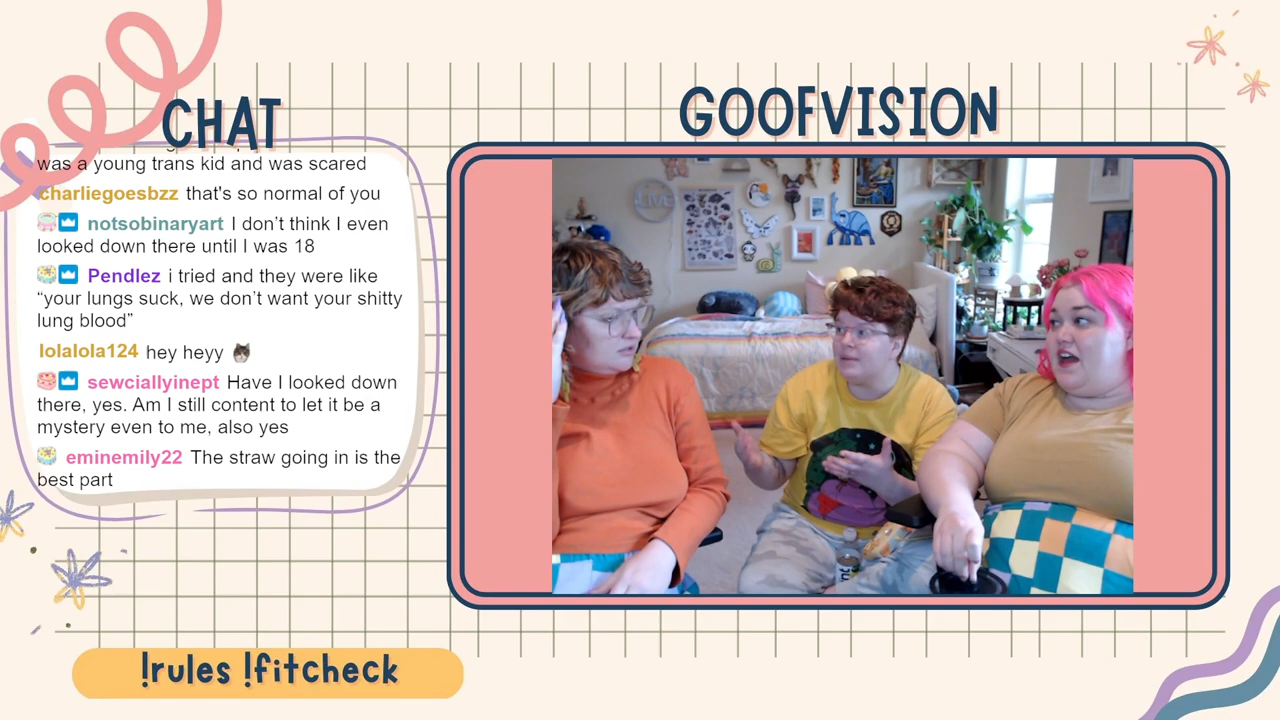 CHAT
GOOFVISION
was a young trans kid and was scared
charliegoesbzz that's so normal of you
notsobinaryart I don’t think I even
looked down there until I was 18
Pendlez i tried and they were like
“your lungs suck, we don’t want your shitty
lung blood”
lolalola124 hey heyy
sewciallyinept Have I looked down
there, yes. Am I still content to let it be a
mystery even to me, also yes
eminemily22 The straw going in is the
best part
LIVE
!rules !fitcheck